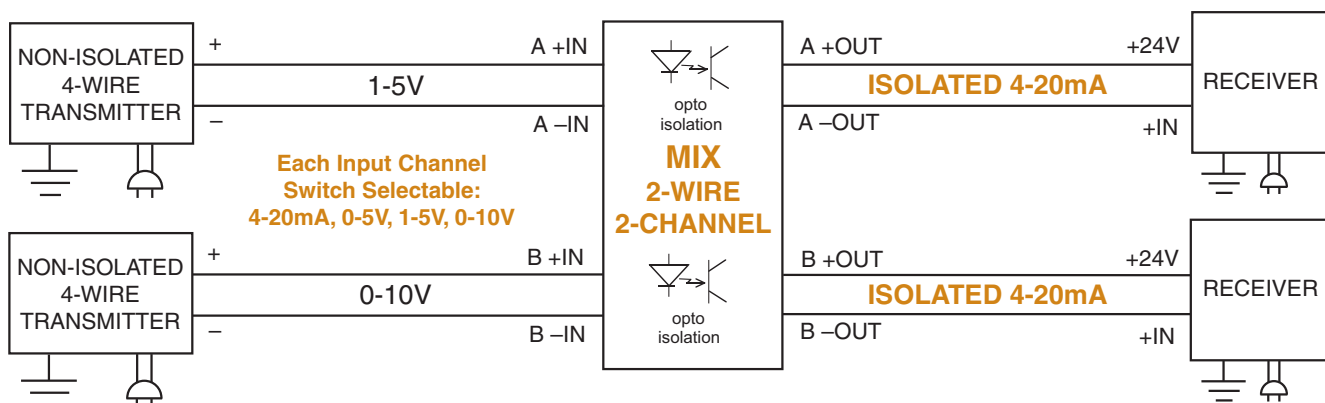 NON-ISOLATED
4-WIRE
TRANSMITTER
+
–
1-5V
A +IN
A –IN
Each Input Channel
Switch Selectable:
4-20mA, 0-5V, 1-5V, 0-10V
opto
isolation
MIX
2-WIRE
2-CHANNEL
A +OUT
ISOLATED 4-20mA
A –OUT
+24V
+IN
RECEIVER
NON-ISOLATED
4-WIRE
TRANSMITTER
+
–
0-10V
B +IN
B –IN
opto
isolation
B +OUT
ISOLATED 4-20mA
B –OUT
+24V
+IN
RECEIVER